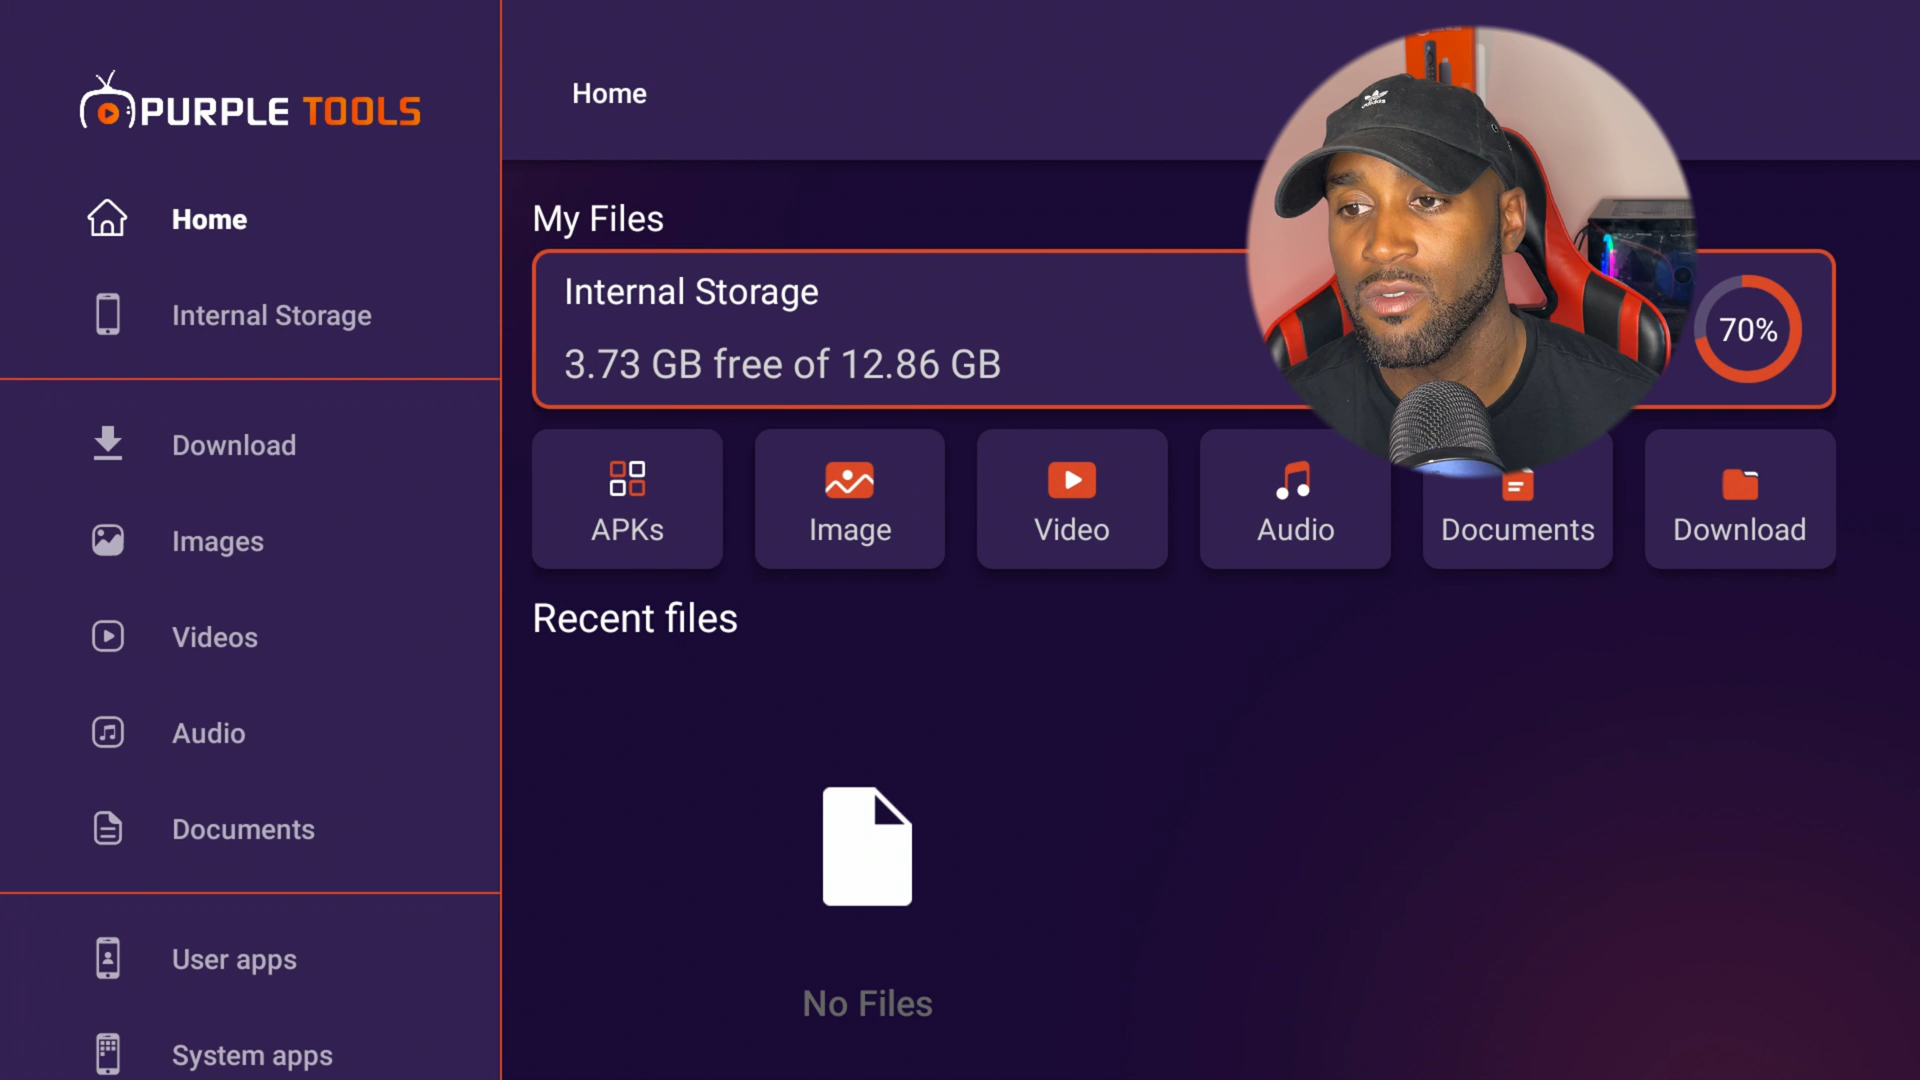 PURPLE TOOLS
Home
Internal Storage
Download
Images
Videos
Audio
Documents
User apps
System apps
Home
My Files
Internal Storage
3.73 GB free of 12.86 GB
70%
APKs
Image
Video
Audio
Documents
Download
Recent files
No Files
adidas